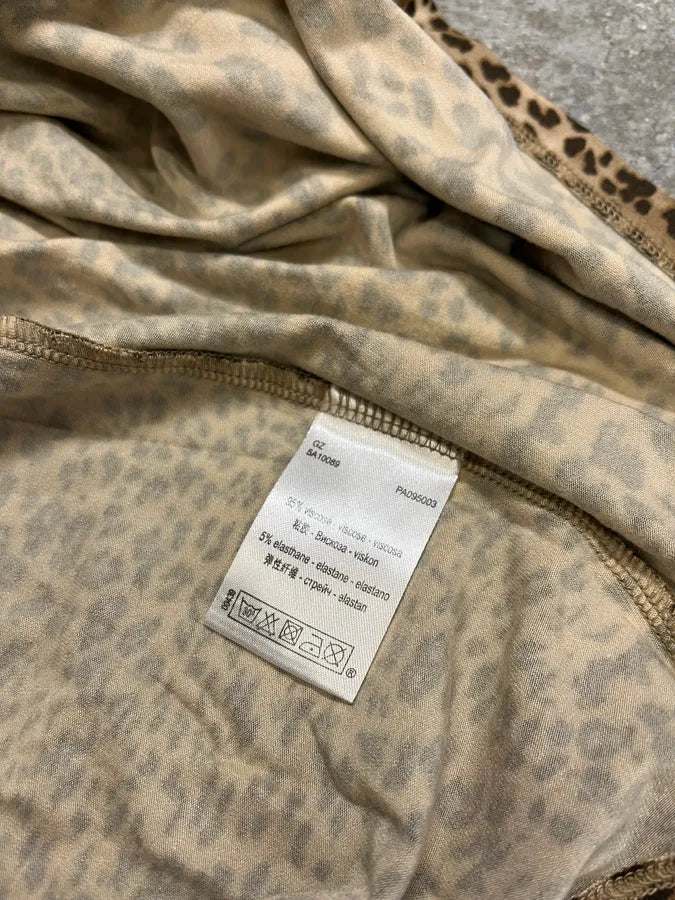 GZ
5A10069
PA095003
95% viscose - viscose - viscosa
粘胶 - Вискоза - viskon
5% elasthane - elastane - elastano
弹性纤维 - стрейч - elastan
®